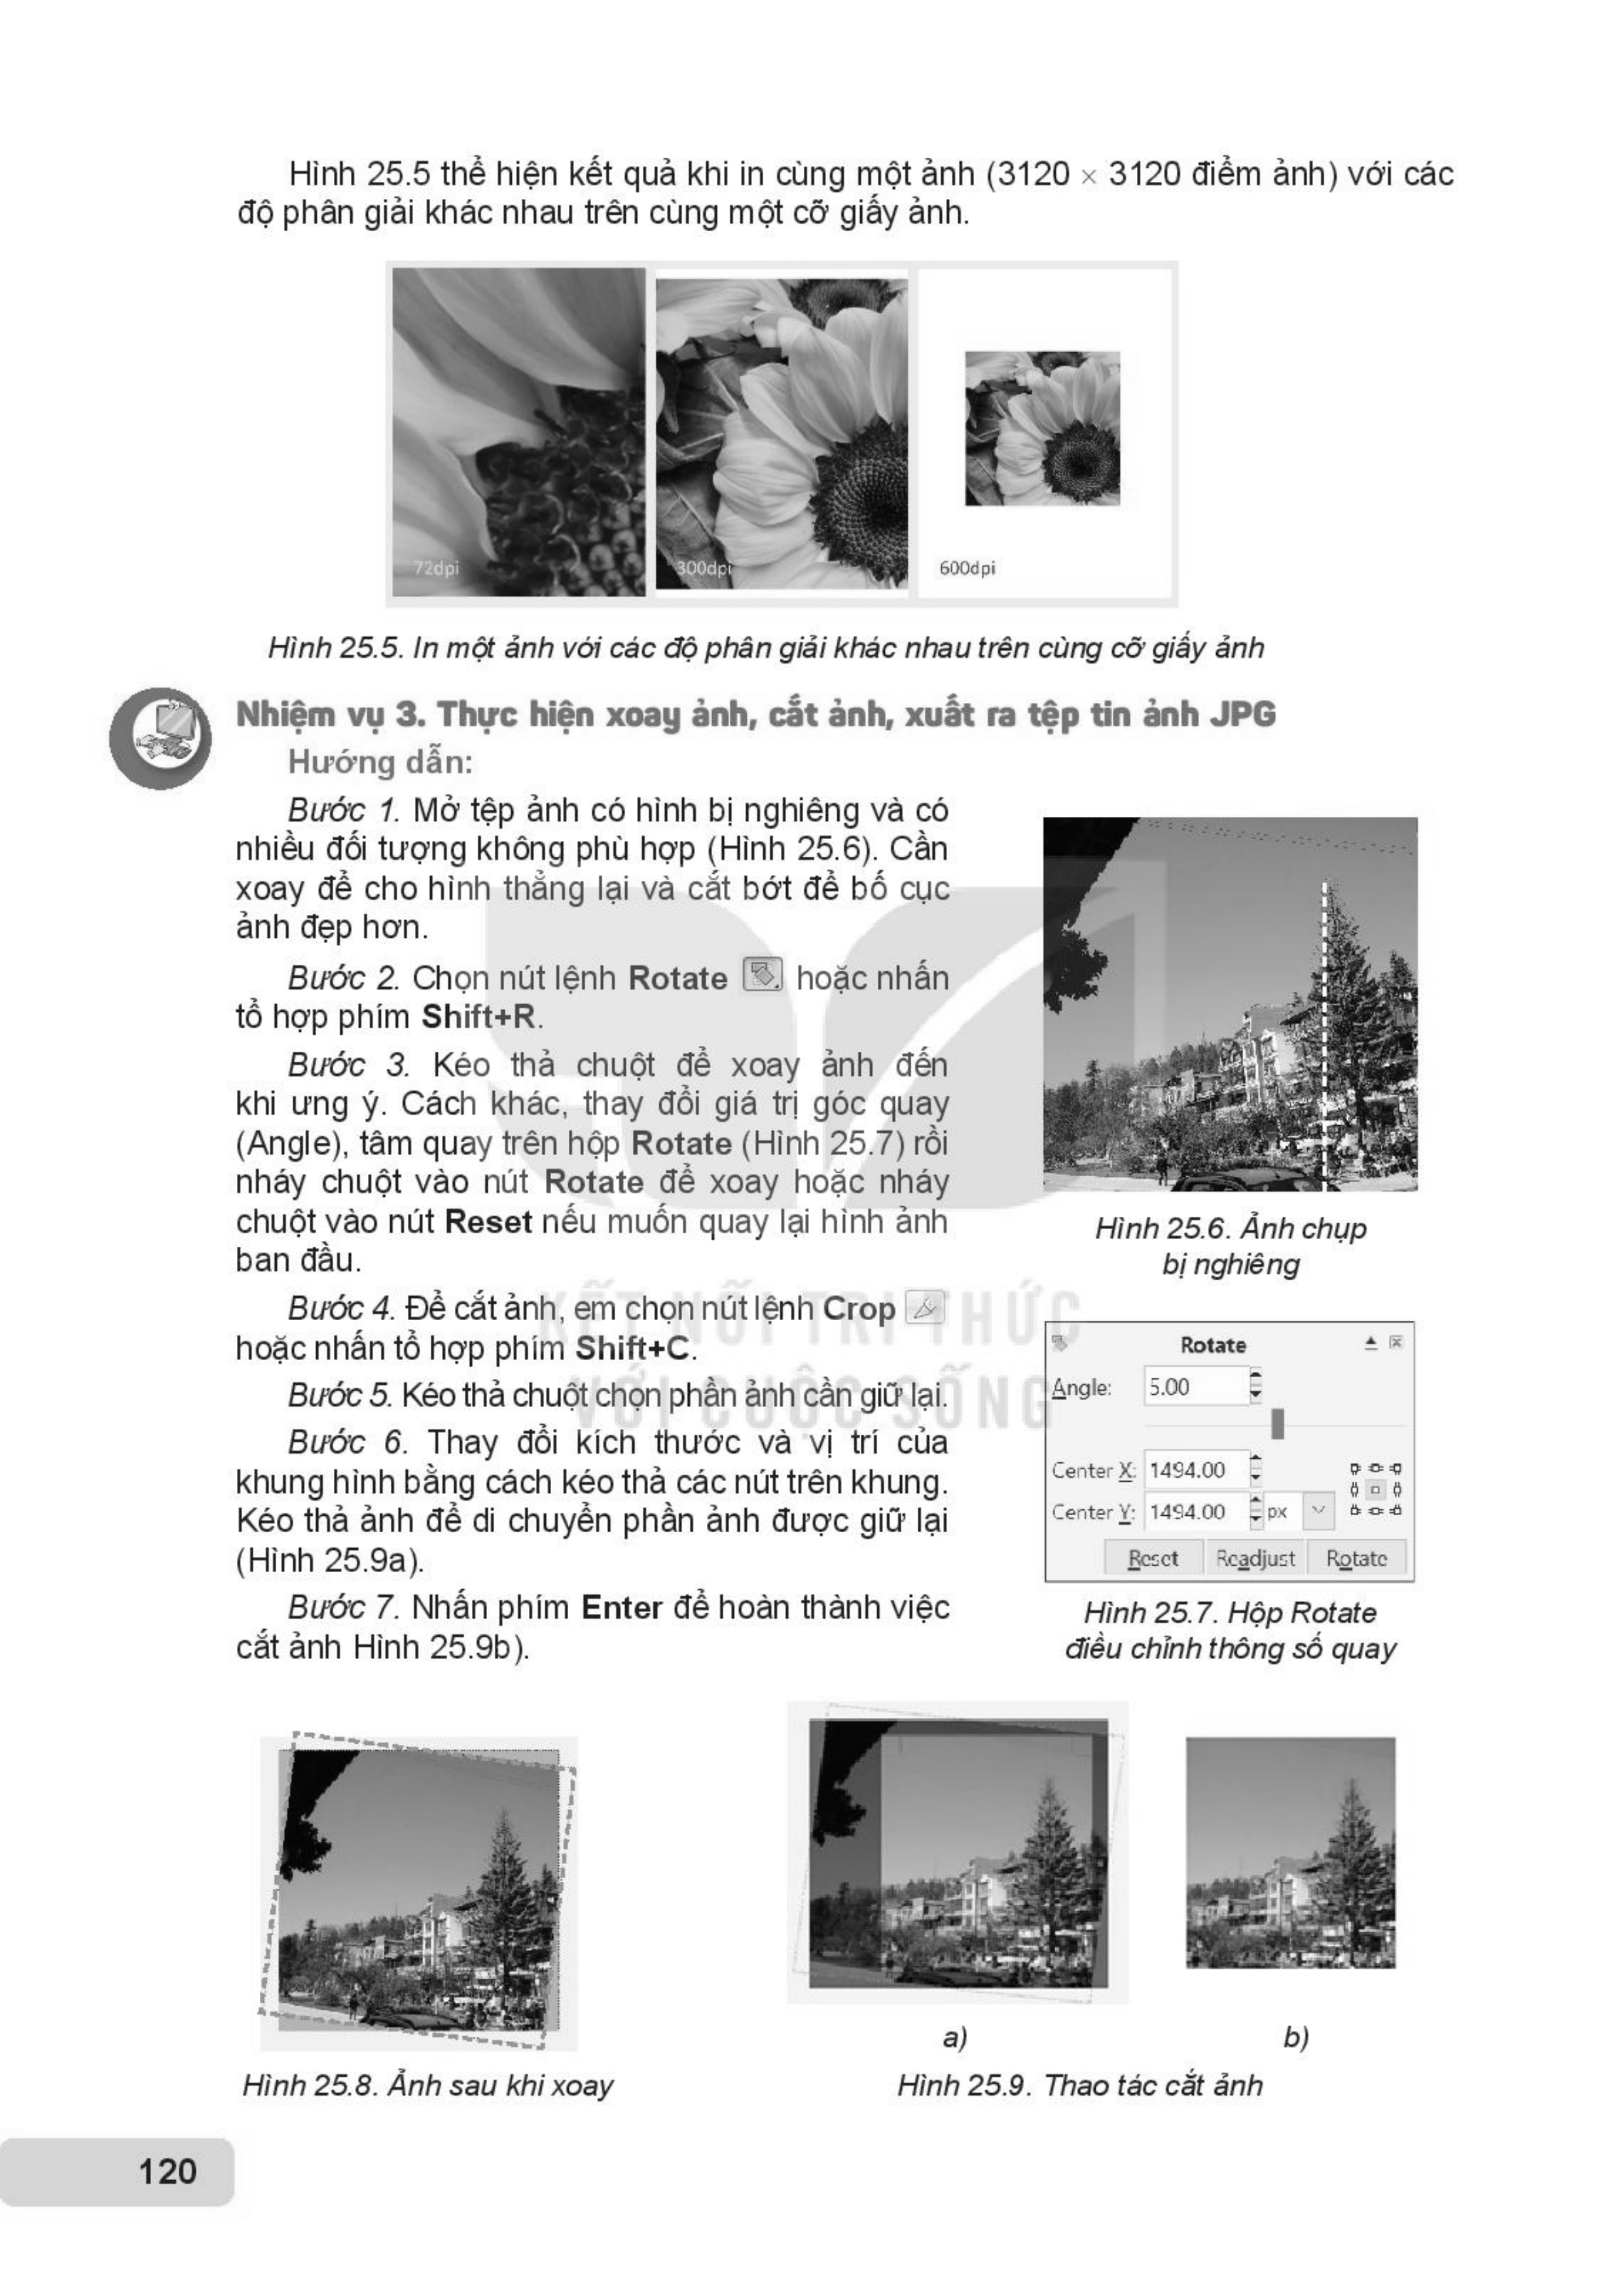 Hình 25.5 thể hiện kết quả khi in cùng một ảnh (3120 × 3120 điểm ảnh) với các
độ phân giải khác nhau trên cùng một cỡ giấy ảnh.
72dpi
300dpi
600dpi
Hình 25.5. In một ảnh với các độ phân giải khác nhau trên cùng cỡ giấy ảnh
Nhiệm vụ 3. Thực hiện xoay ảnh, cắt ảnh, xuất ra tệp tin ảnh JPG
Hướng dẫn:
Bước 1. Mở tệp ảnh có hình bị nghiêng và có
nhiều đối tượng không phù hợp (Hình 25.6). Cần
xoay để cho hình thẳng lại và cắt bớt để bố cục
ảnh đẹp hơn.
Bước 2. Chọn nút lệnh Rotate hoặc nhấn
tổ hợp phím Shift+R.
Bước 3. Kéo thả chuột để xoay ảnh đến
khi ưng ý. Cách khác, thay đổi giá trị góc quay
(Angle), tâm quay trên hộp Rotate (Hình 25.7) rồi
nháy chuột vào nút Rotate để xoay hoặc nháy
chuột vào nút Reset nếu muốn quay lại hình ảnh
ban đầu.
Bước 4. Để cắt ảnh, em chọn nút lệnh Crop
hoặc nhấn tổ hợp phím Shift+C.
Bước 5. Kéo thả chuột chọn phần ảnh cần giữ lại.
Bước 6. Thay đổi kích thước và vị trí của
khung hình bằng cách kéo thả các nút trên khung.
Kéo thả ảnh để di chuyển phần ảnh được giữ lại
(Hình 25.9a).
Bước 7. Nhấn phím Enter để hoàn thành việc
cắt ảnh Hình 25.9b).
KẾT NỐI TRI THỨC
VỚI CUỘC SỐNG
Hình 25.6. Ảnh chụp
bị nghiêng
Rotate
Angle: 5.00
Center X: 1494.00
Center Y: 1494.00 px
Reset Readjust Rotate
Hình 25.7. Hộp Rotate
điều chỉnh thông số quay
a) b)
Hình 25.8. Ảnh sau khi xoay
Hình 25.9. Thao tác cắt ảnh
120